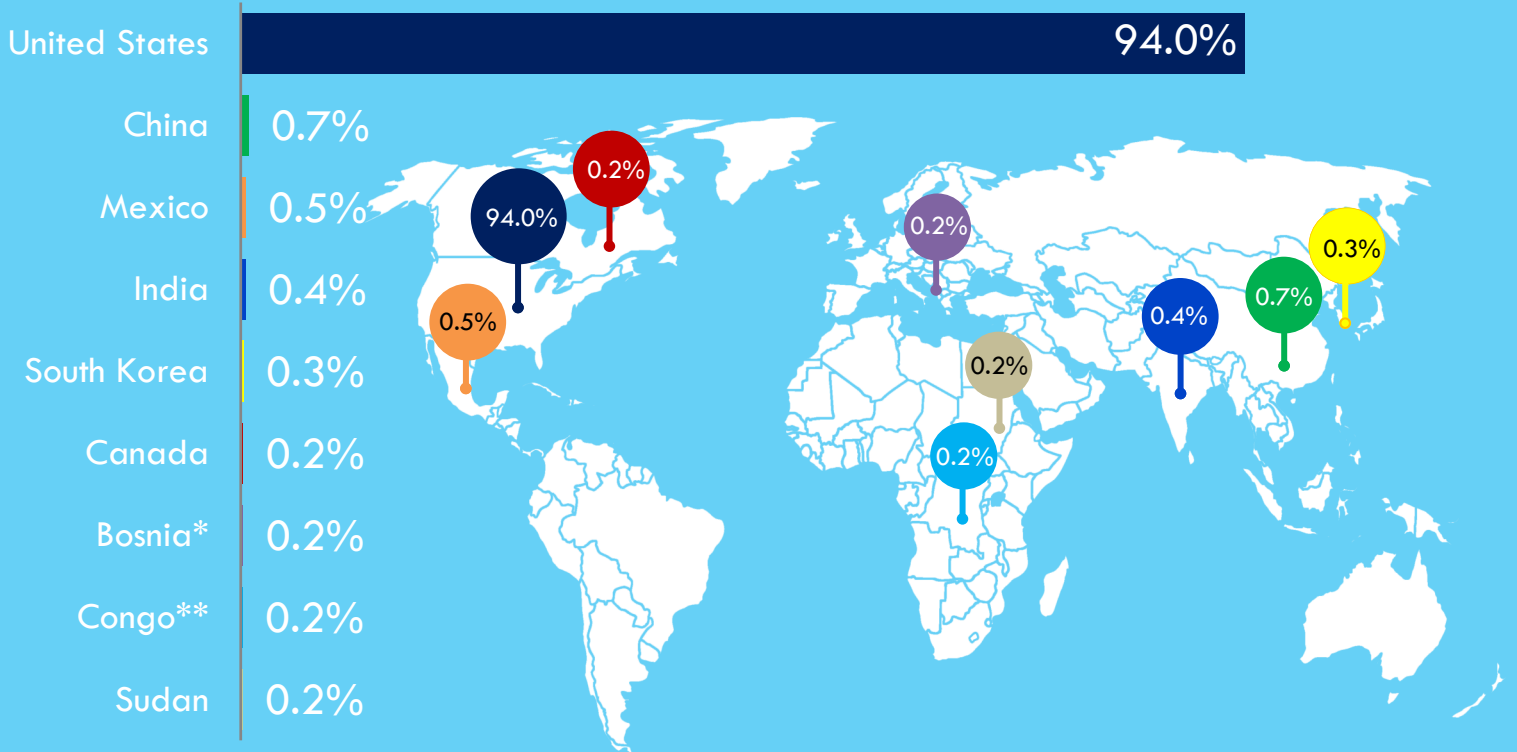 United States 94.0%
China 0.7%
Mexico 0.5%
India 0.4%
South Korea 0.3%
Canada 0.2%
Bosnia* 0.2%
Congo** 0.2%
Sudan 0.2%
0.2%
94.0%
0.2%
0.3%
0.7%
0.4%
0.5%
0.2%
0.2%